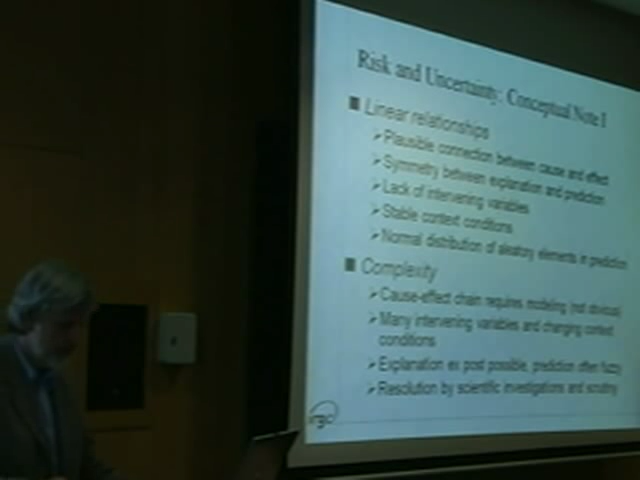 Risk and Uncertainty: Conceptual Note I
Linear relationships
Plausible connection between cause and effect
Symmetry between explanation and prediction
Lack of intervening variables
Stable context conditions
Normal distribution of aleatory elements in prediction
Complexity
Cause-effect chain requires modeling (not obvious)
Many intervening variables and changing context
conditions
Explanation ex post possible, prediction often fuzzy
Resolution by scientific investigations and scrutiny
irgc